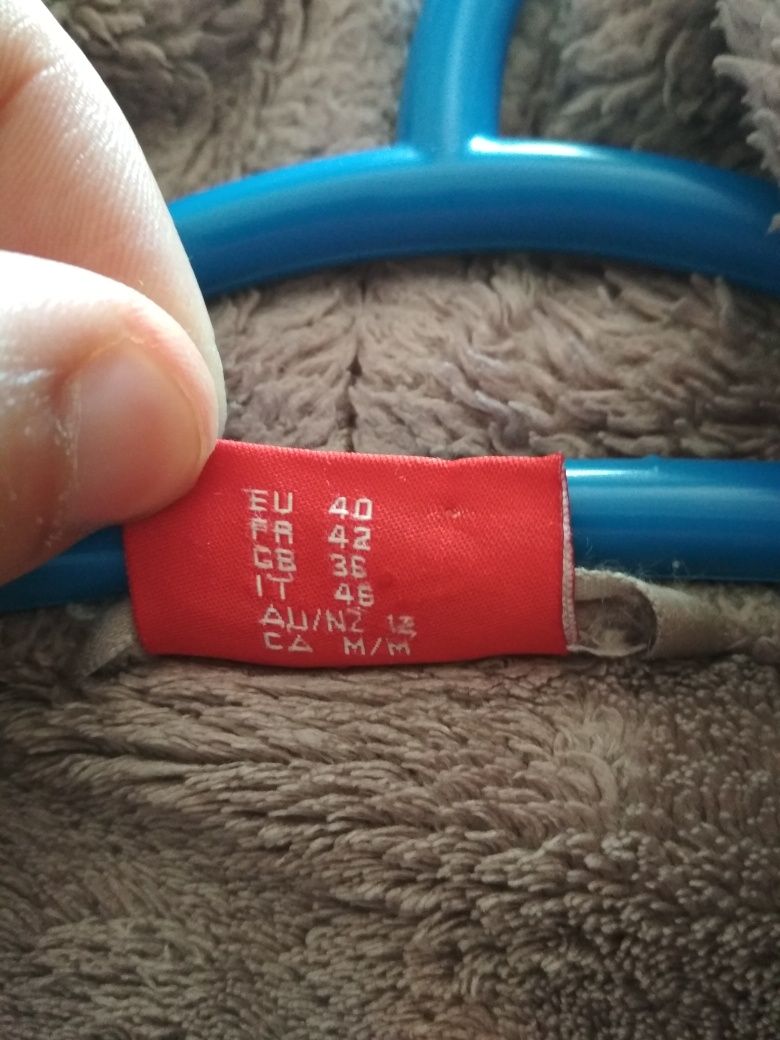 EU 40
FR 42
GB 36
IT 46
AU/NZ 12
CA M/M